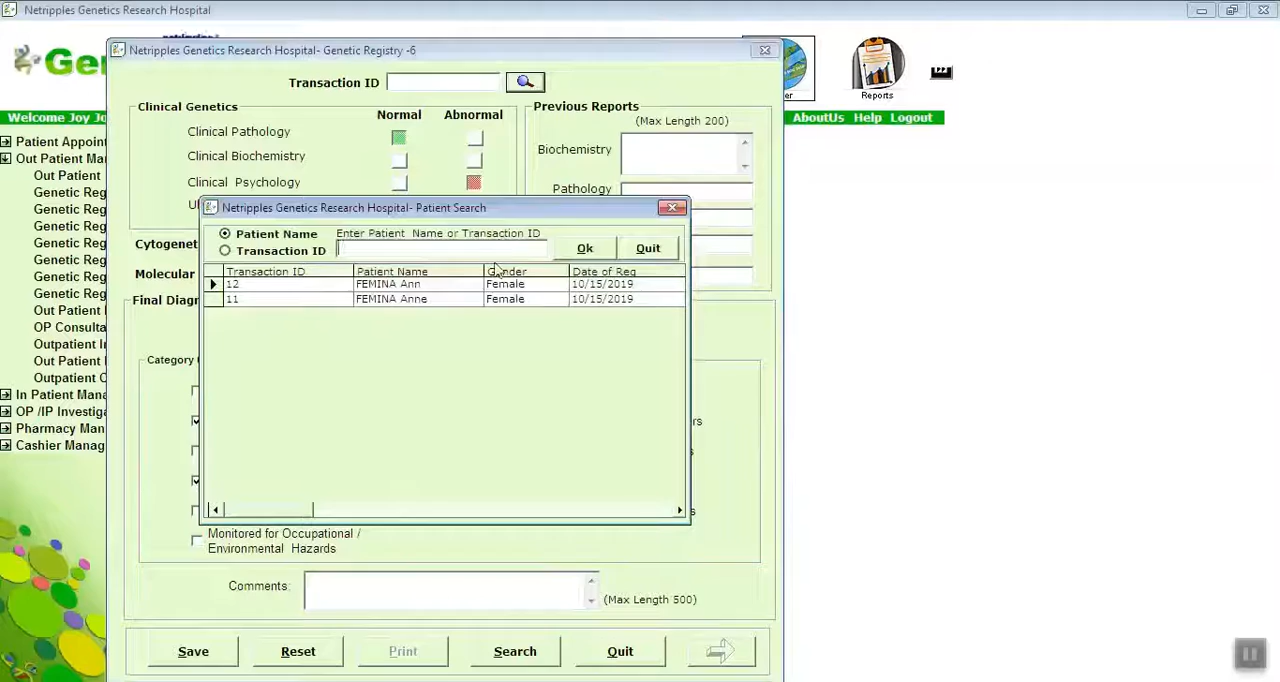 Netripples Genetics Research Hospital
Netripples Genetics Research Hospital- Genetic Registry -6
Reports
Welcome Joy Jo
AboutUs Help Logout
Transaction ID
Clinical Genetics
Normal Abnormal
Clinical Pathology
Clinical Biochemistry
Clinical Psychology
Previous Reports
(Max Length 200)
Biochemistry
Pathology
Patient Appoint
Out Patient Man
Out Patient
Genetic Reg
Genetic Reg
Genetic Reg
Genetic Reg
Genetic Reg
Genetic Reg
Genetic Reg
Out Patient
OP Consulta
Outpatient I
Out Patient
Outpatient C
In Patient Mana
OP /IP Investiga
Pharmacy Man
Cashier Manag
Cytogenet
Molecular
Final Diagn
Category
Netripples Genetics Research Hospital- Patient Search
Patient Name
Transaction ID
Enter Patient Name or Transaction ID
Ok Quit
Transaction ID Patient Name Gender Date of Reg
12 FEMINA Ann Female 10/15/2019
11 FEMINA Anne Female 10/15/2019
Monitored for Occupational /
Environmental Hazards
Comments:
(Max Length 500)
Save Reset Print Search Quit